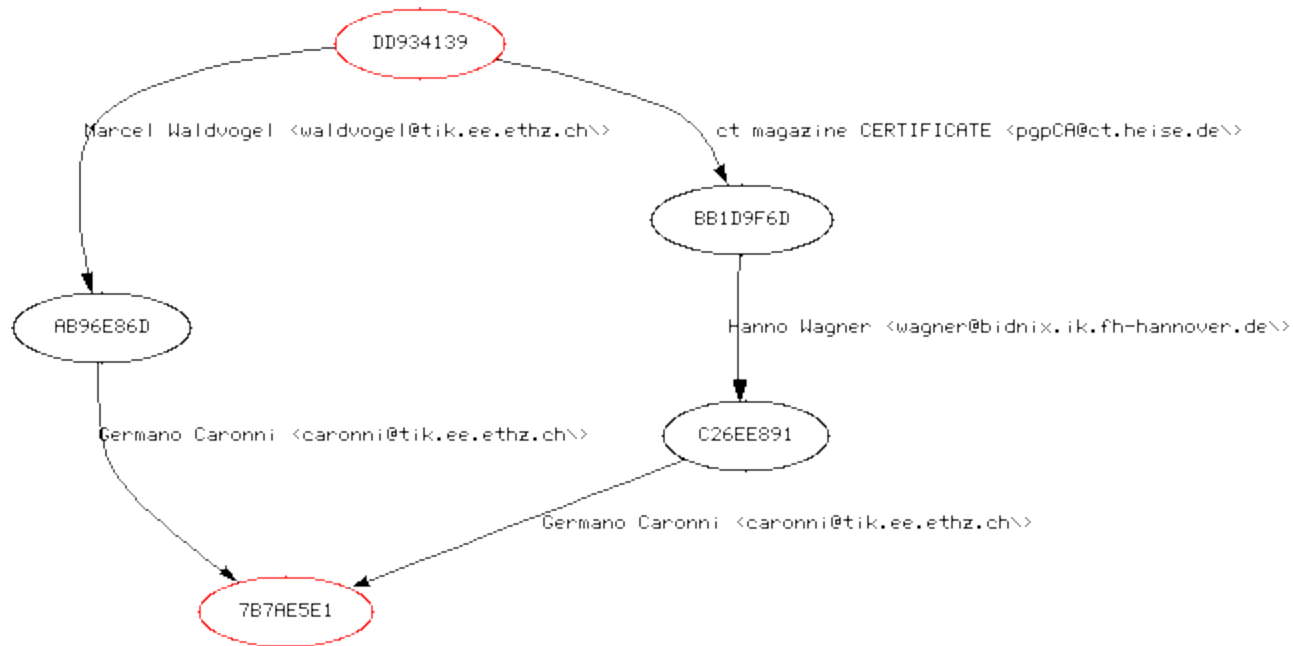 DD934139
Marcel Waldvogel <waldvogel@tik.ee.ethz.ch\>
ct magazine CERTIFICATE <pgpCA@ct.heise.de\>
BB1D9F6D
AB96E86D
Hanno Wagner <wagner@bidnix.ik.fh-hannover.de\>
Germano Caronni <caronni@tik.ee.ethz.ch\>
C26EE891
Germano Caronni <caronni@tik.ee.ethz.ch\>
7B7AE5E1